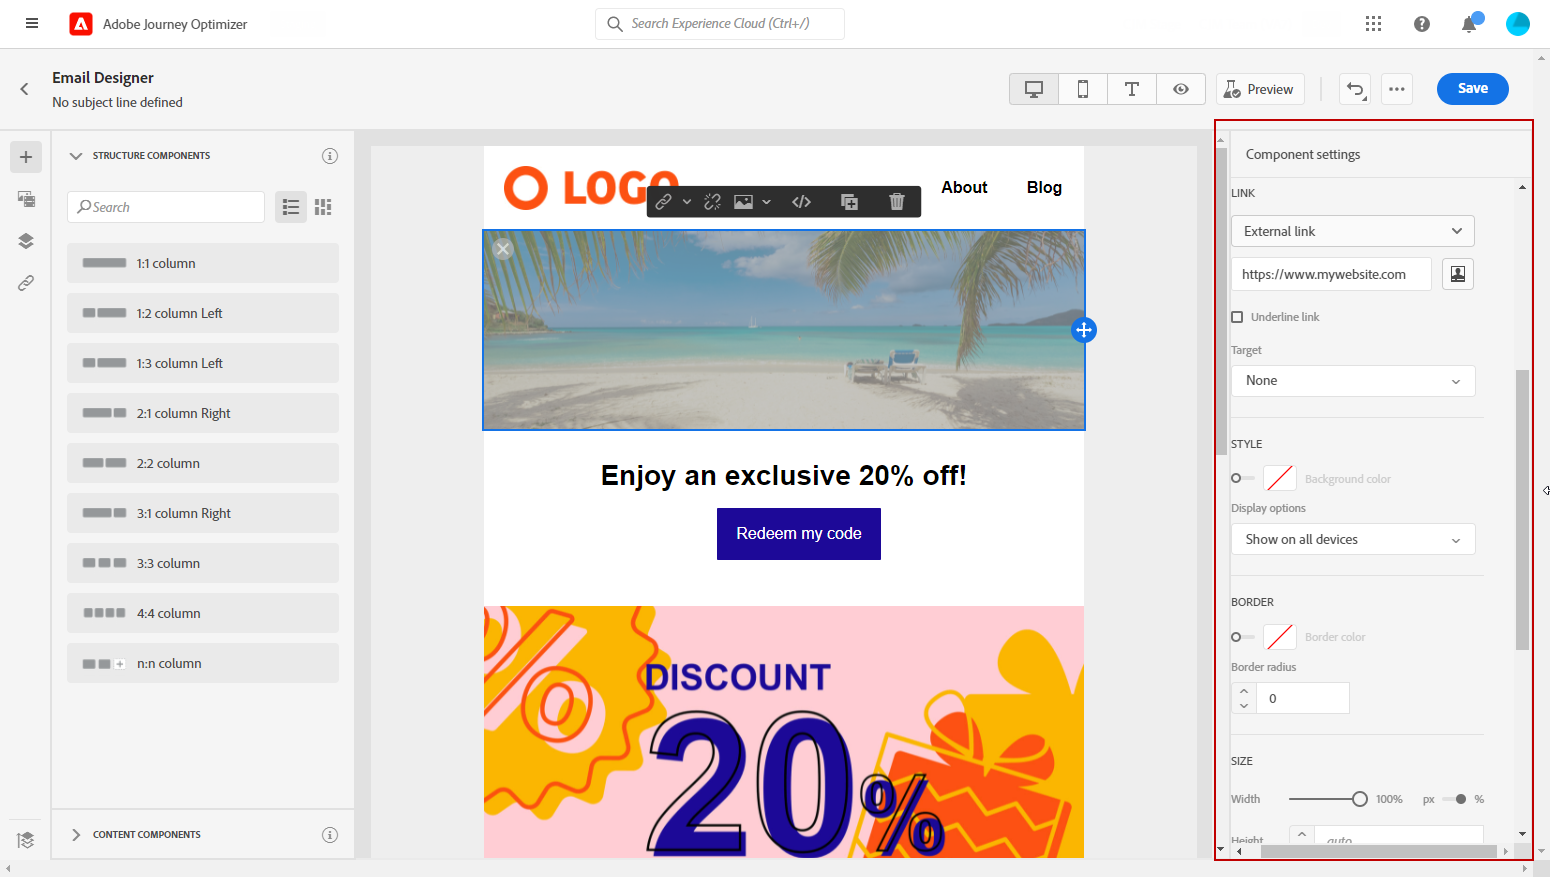 Adobe Journey Optimizer
Search Experience Cloud (Ctrl+/)
Email Designer
No subject line defined
Preview
Save
STRUCTURE COMPONENTS
Search
1:1 column
1:2 column Left
1:3 column Left
2:1 column Right
2:2 column
3:1 column Right
3:3 column
4:4 column
n:n column
CONTENT COMPONENTS
LOGO
About
Blog
Enjoy an exclusive 20% off!
Redeem my code
%
DISCOUNT
20%
Component settings
LINK
External link
https://www.mywebsite.com
Underline link
Target
None
STYLE
Background color
Display options
Show on all devices
BORDER
Border color
Border radius
0
SIZE
Width
100%
px
%
Height
auto